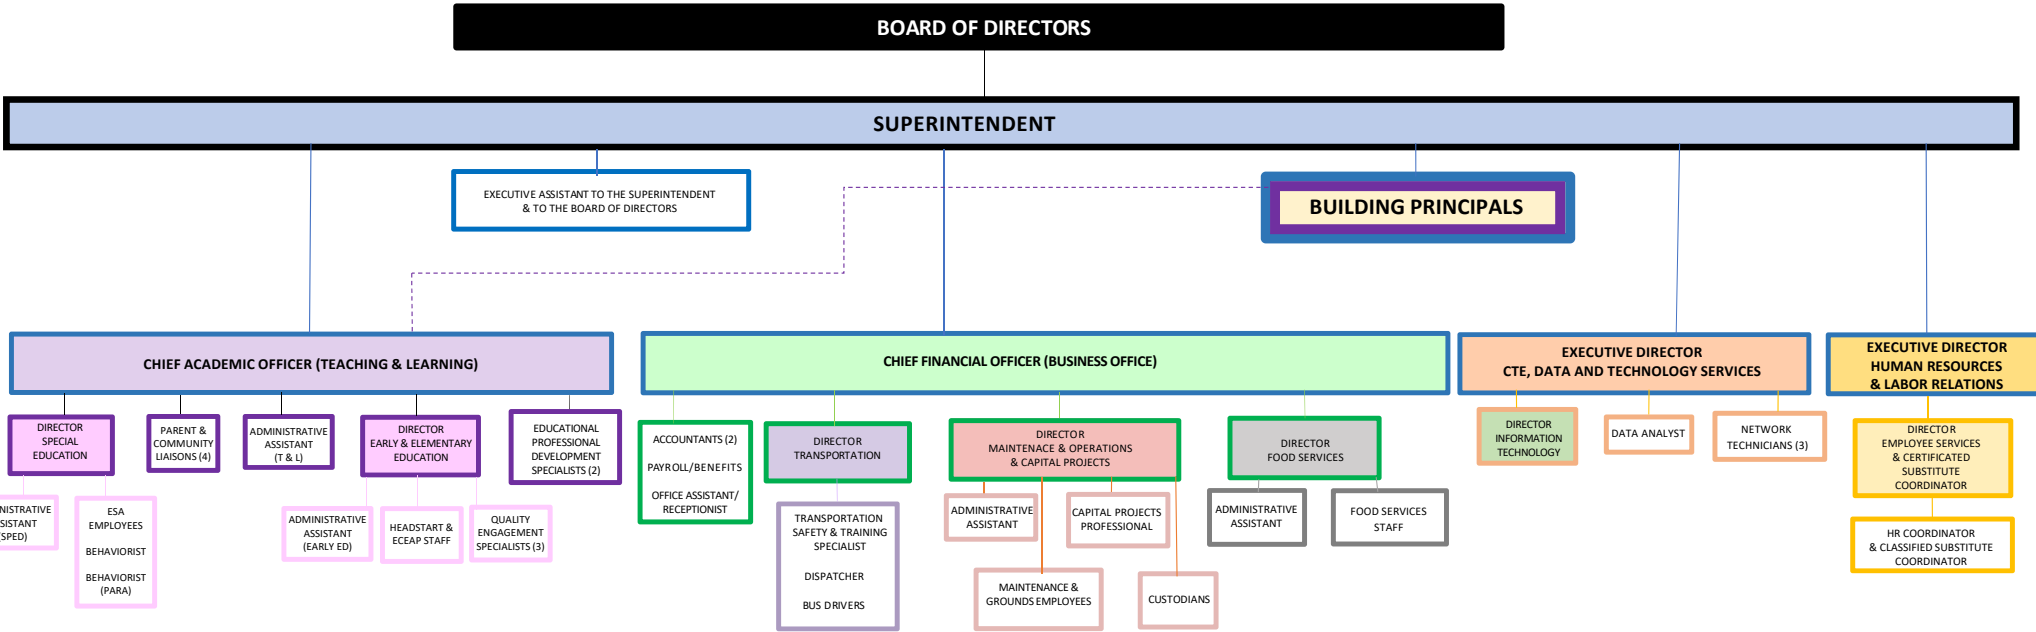 BOARD OF DIRECTORS
SUPERINTENDENT
EXECUTIVE ASSISTANT TO THE SUPERINTENDENT
& TO THE BOARD OF DIRECTORS
BUILDING PRINCIPALS
CHIEF ACADEMIC OFFICER (TEACHING & LEARNING)
CHIEF FINANCIAL OFFICER (BUSINESS OFFICE)
EXECUTIVE DIRECTOR
CTE, DATA AND TECHNOLOGY SERVICES
EXECUTIVE DIRECTOR
HUMAN RESOURCES
& LABOR RELATIONS
DIRECTOR
SPECIAL
EDUCATION
PARENT &
COMMUNITY
LIAISONS (4)
ADMINISTRATIVE
ASSISTANT
(T & L)
DIRECTOR
EARLY & ELEMENTARY
EDUCATION
EDUCATIONAL
PROFESSIONAL
DEVELOPMENT
SPECIALISTS (2)
ACCOUNTANTS (2)
PAYROLL/BENEFITS
OFFICE ASSISTANT/
RECEPTIONIST
DIRECTOR
TRANSPORTATION
DIRECTOR
MAINTENACE & OPERATIONS
& CAPITAL PROJECTS
DIRECTOR
FOOD SERVICES
DIRECTOR
INFORMATION
TECHNOLOGY
DATA ANALYST
NETWORK
TECHNICIANS (3)
DIRECTOR
EMPLOYEE SERVICES
& CERTIFICATED
SUBSTITUTE
COORDINATOR
NISTRATIVE
SISTANT
(SPED)
ESA
EMPLOYEES
BEHAVIORIST
BEHAVIORIST
(PARA)
ADMINISTRATIVE
ASSISTANT
(EARLY ED)
HEADSTART &
ECEAP STAFF
QUALITY
ENGAGEMENT
SPECIALISTS (3)
TRANSPORTATION
SAFETY & TRAINING
SPECIALIST
DISPATCHER
BUS DRIVERS
ADMINISTRATIVE
ASSISTANT
CAPITAL PROJECTS
PROFESSIONAL
MAINTENANCE &
GROUNDS EMPLOYEES
CUSTODIANS
ADMINISTRATIVE
ASSISTANT
FOOD SERVICES
STAFF
HR COORDINATOR
& CLASSIFIED SUBSTITUTE
COORDINATOR